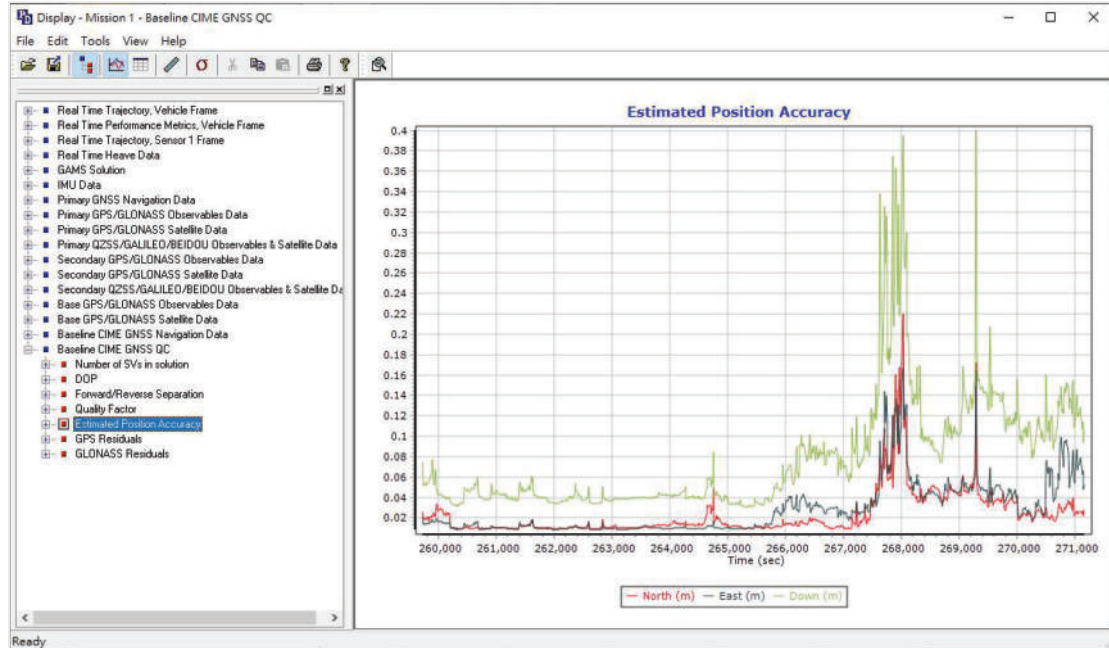 Display - Mission 1 - Baseline CIME GNSS QC
File Edit Tools View Help
Real Time Trajectory, Vehicle Frame
Real Time Performance Metrics, Vehicle Frame
Real Time Trajectory, Sensor 1 Frame
Real Time Heave Data
GAMS Solution
IMU Data
Primary GNSS Navigation Data
Primary GPS/GLONASS Observables Data
Primary GPS/GLONASS Satellite Data
Primary QZSS/GALILEO/BEIDOU Observables & Satellite Data
Secondary GPS/GLONASS Observables Data
Secondary GPS/GLONASS Satellite Data
Secondary QZSS/GALILEO/BEIDOU Observables & Satellite Da
Base GPS/GLONASS Observables Data
Base GPS/GLONASS Satellite Data
Baseline CIME GNSS Navigation Data
Baseline CIME GNSS QC
Number of SVs in solution
DOP
Forward/Reverse Separation
Quality Factor
Estimated Position Accuracy
GPS Residuals
GLONASS Residuals
Estimated Position Accuracy
0.4
0.38
0.36
0.34
0.32
0.3
0.28
0.26
0.24
0.22
0.2
0.18
0.16
0.14
0.12
0.1
0.08
0.06
0.04
0.02
260,000 261,000 262,000 263,000 264,000 265,000 266,000 267,000 268,000 269,000 270,000 271,000
Time (sec)
North (m) East (m) Down (m)
Ready